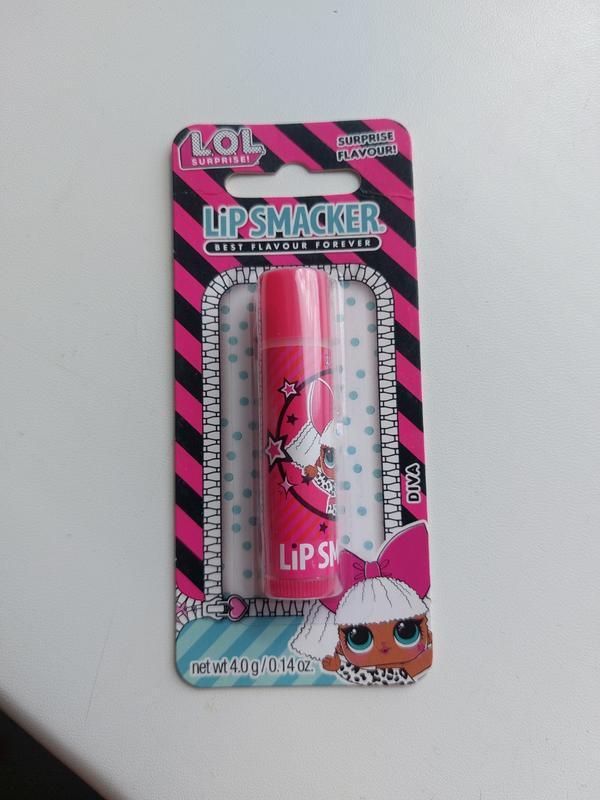 L.O.L.
SURPRISE!
SURPRISE
FLAVOUR!
LiP SMACKER®
BEST FLAVOUR FOREVER
DIVA
LiP SM
net wt 4.0 g / 0.14 oz.